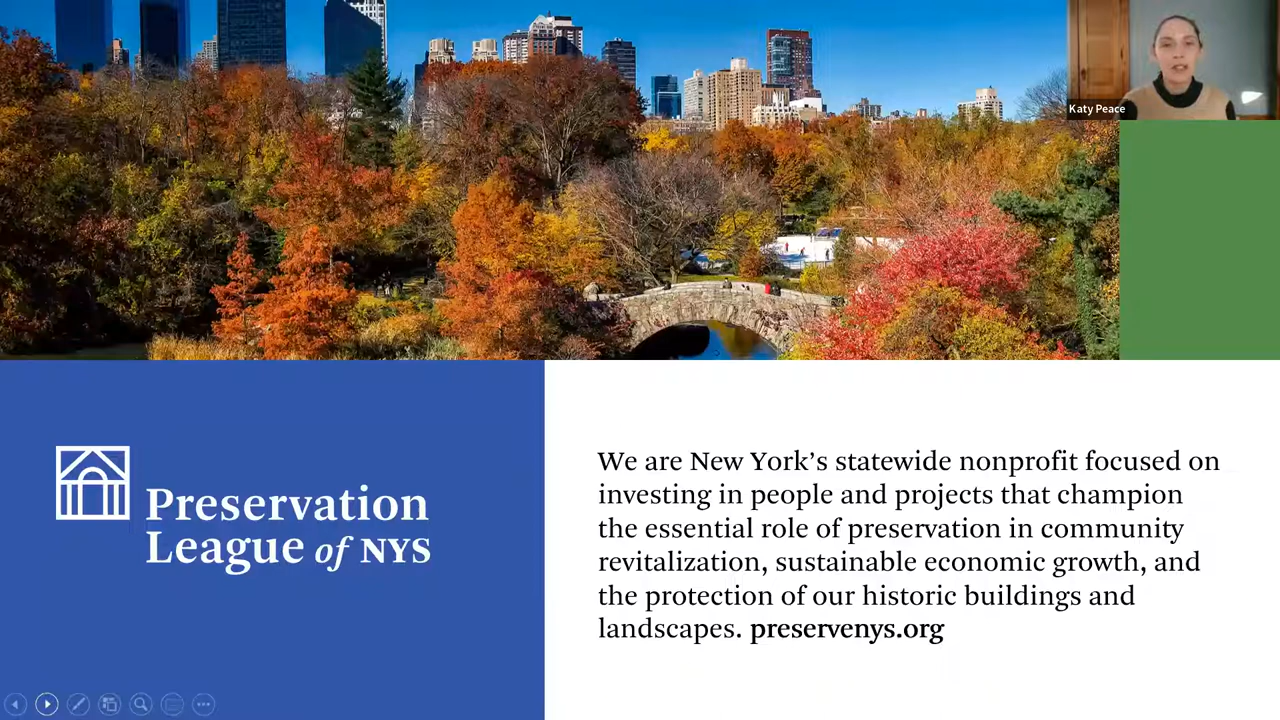 Katy Peace
Preservation
League of NYS
We are New York’s statewide nonprofit focused on
investing in people and projects that champion
the essential role of preservation in community
revitalization, sustainable economic growth, and
the protection of our historic buildings and
landscapes. preservenys.org